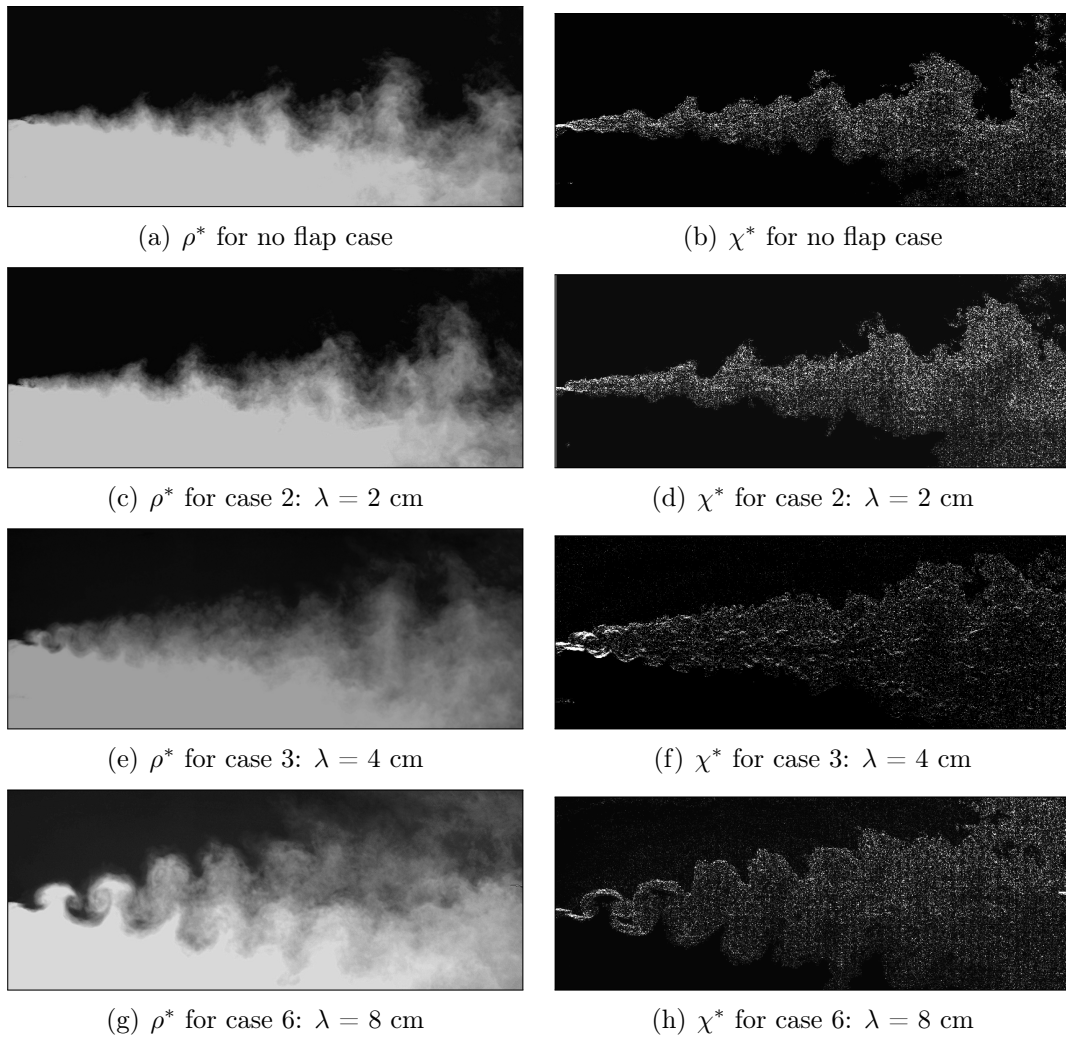 (a) ρ* for no flap case
(b) χ* for no flap case
(c) ρ* for case 2: λ = 2 cm
(d) χ* for case 2: λ = 2 cm
(e) ρ* for case 3: λ = 4 cm
(f) χ* for case 3: λ = 4 cm
(g) ρ* for case 6: λ = 8 cm
(h) χ* for case 6: λ = 8 cm